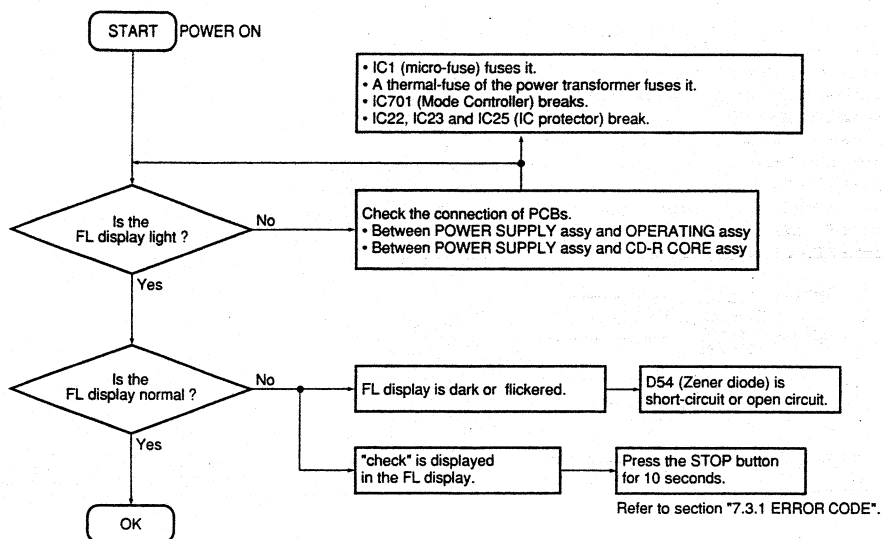 START POWER ON
• IC1 (micro-fuse) fuses it.
• A thermal-fuse of the power transformer fuses it.
• IC701 (Mode Controller) breaks.
• IC22, IC23 and IC25 (IC protector) break.
Is the
FL display light ?
No
Check the connection of PCBs.
• Between POWER SUPPLY assy and OPERATING assy
• Between POWER SUPPLY assy and CD-R CORE assy
Yes
Is the
FL display normal ?
No
FL display is dark or flickered.
D54 (Zener diode) is
short-circuit or open circuit.
Yes
"check" is displayed
in the FL display.
Press the STOP button
for 10 seconds.
Refer to section "7.3.1 ERROR CODE".
OK